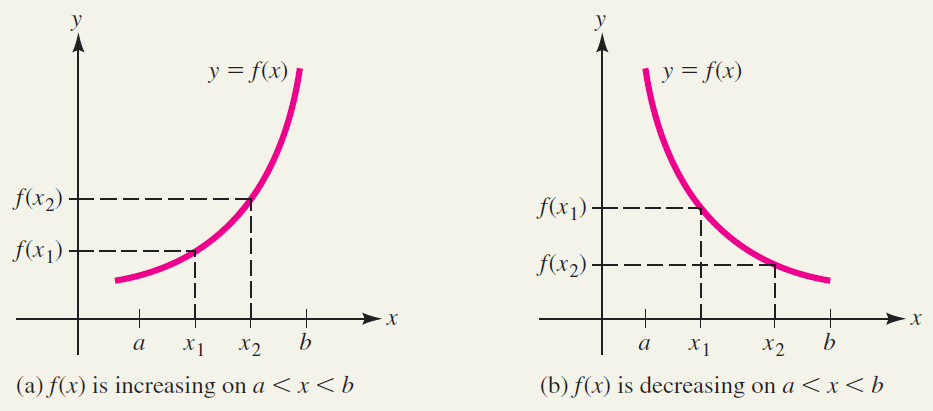 y
y = f(x)
f(x₂)
f(x₁)
x
a x₁ x₂ b
(a) f(x) is increasing on a < x < b
y
y = f(x)
f(x₁)
f(x₂)
x
a x₁ x₂ b
(b) f(x) is decreasing on a < x < b